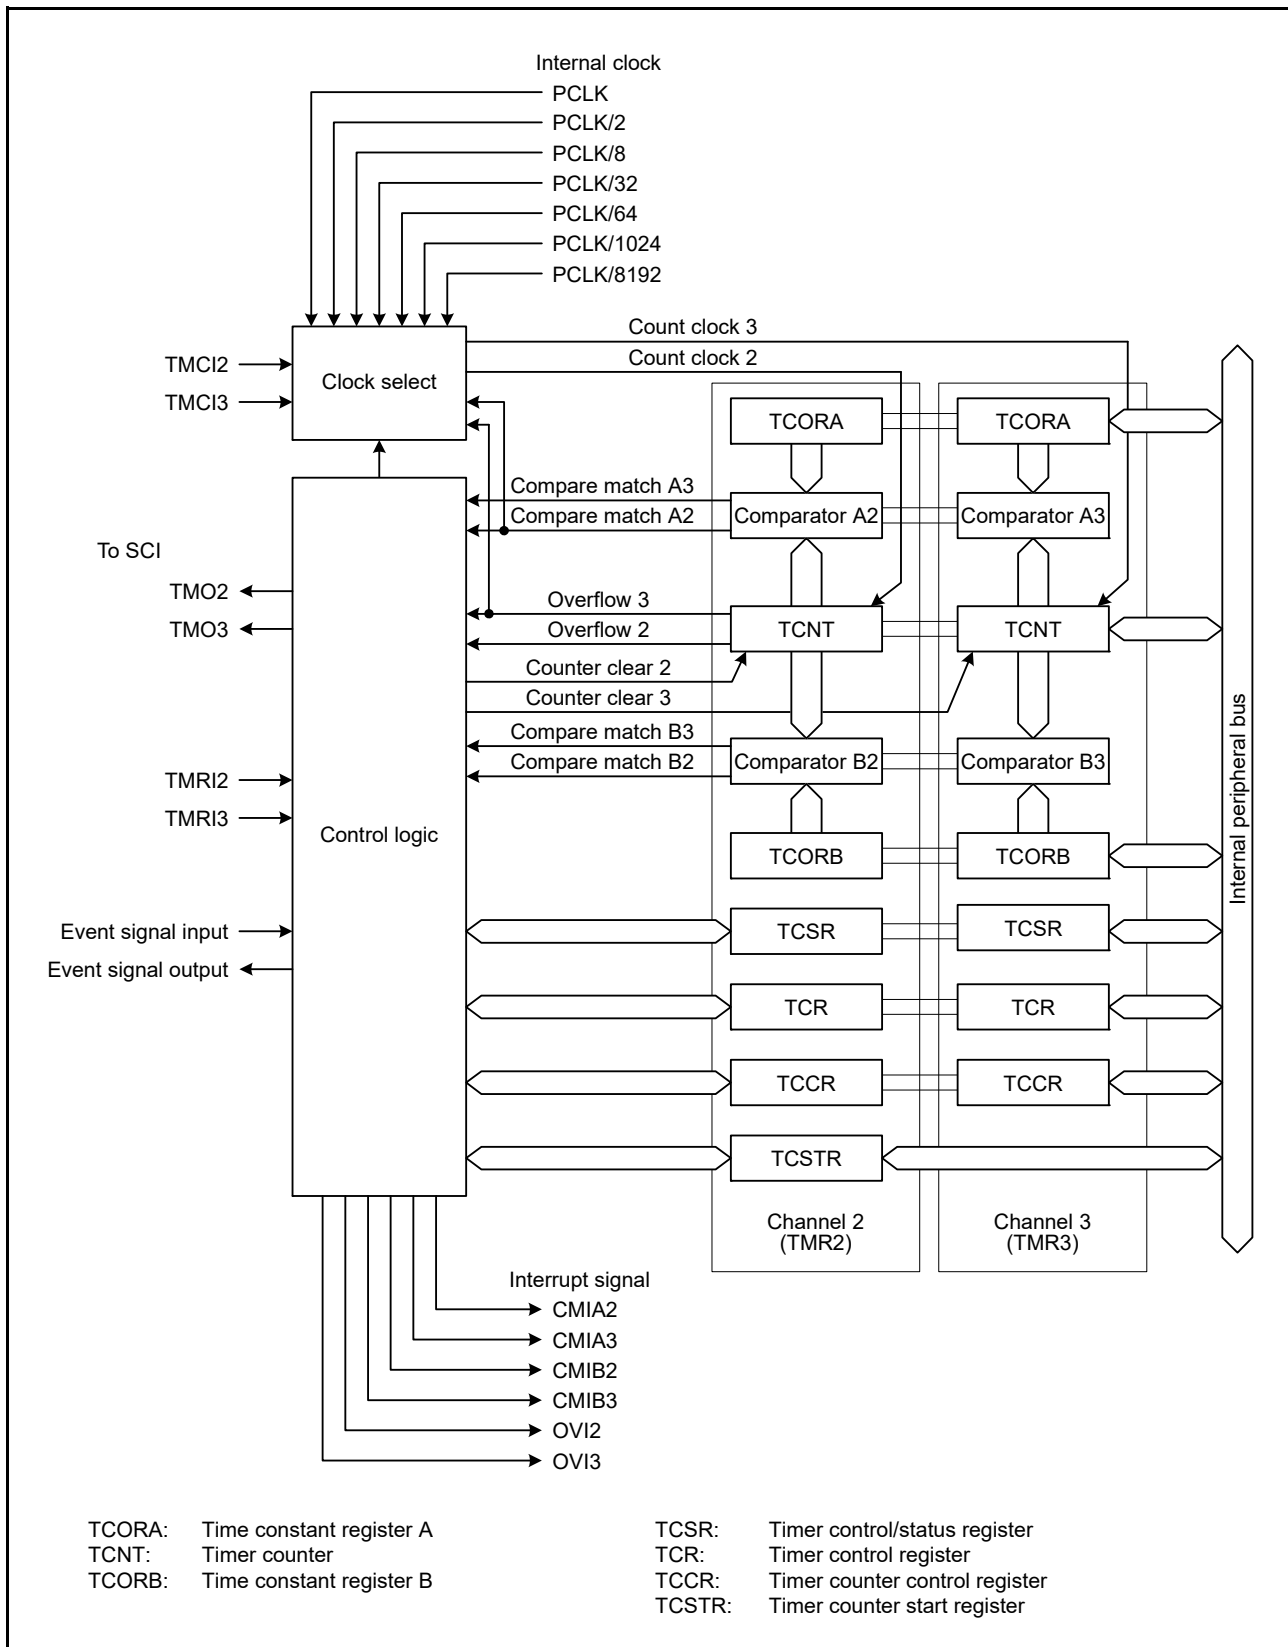 Internal clock
PCLK
PCLK/2
PCLK/8
PCLK/32
PCLK/64
PCLK/1024
PCLK/8192
Count clock 3
Count clock 2
TMCI2
TMCI3
Clock select
TCORA
TCORA
Compare match A3
Compare match A2
Comparator A2
Comparator A3
To SCI
TMO2
TMO3
Overflow 3
Overflow 2
TCNT
TCNT
Counter clear 2
Counter clear 3
Compare match B3
Compare match B2
Comparator B2
Comparator B3
TMRI2
TMRI3
Control logic
TCORB
TCORB
Internal peripheral bus
Event signal input
Event signal output
TCSR
TCSR
TCR
TCR
TCCR
TCCR
TCSTR
Channel 2
(TMR2)
Channel 3
(TMR3)
Interrupt signal
CMIA2
CMIA3
CMIB2
CMIB3
OVI2
OVI3
TCORA: Time constant register A
TCNT: Timer counter
TCORB: Time constant register B
TCSR: Timer control/status register
TCR: Timer control register
TCCR: Timer counter control register
TCSTR: Timer counter start register